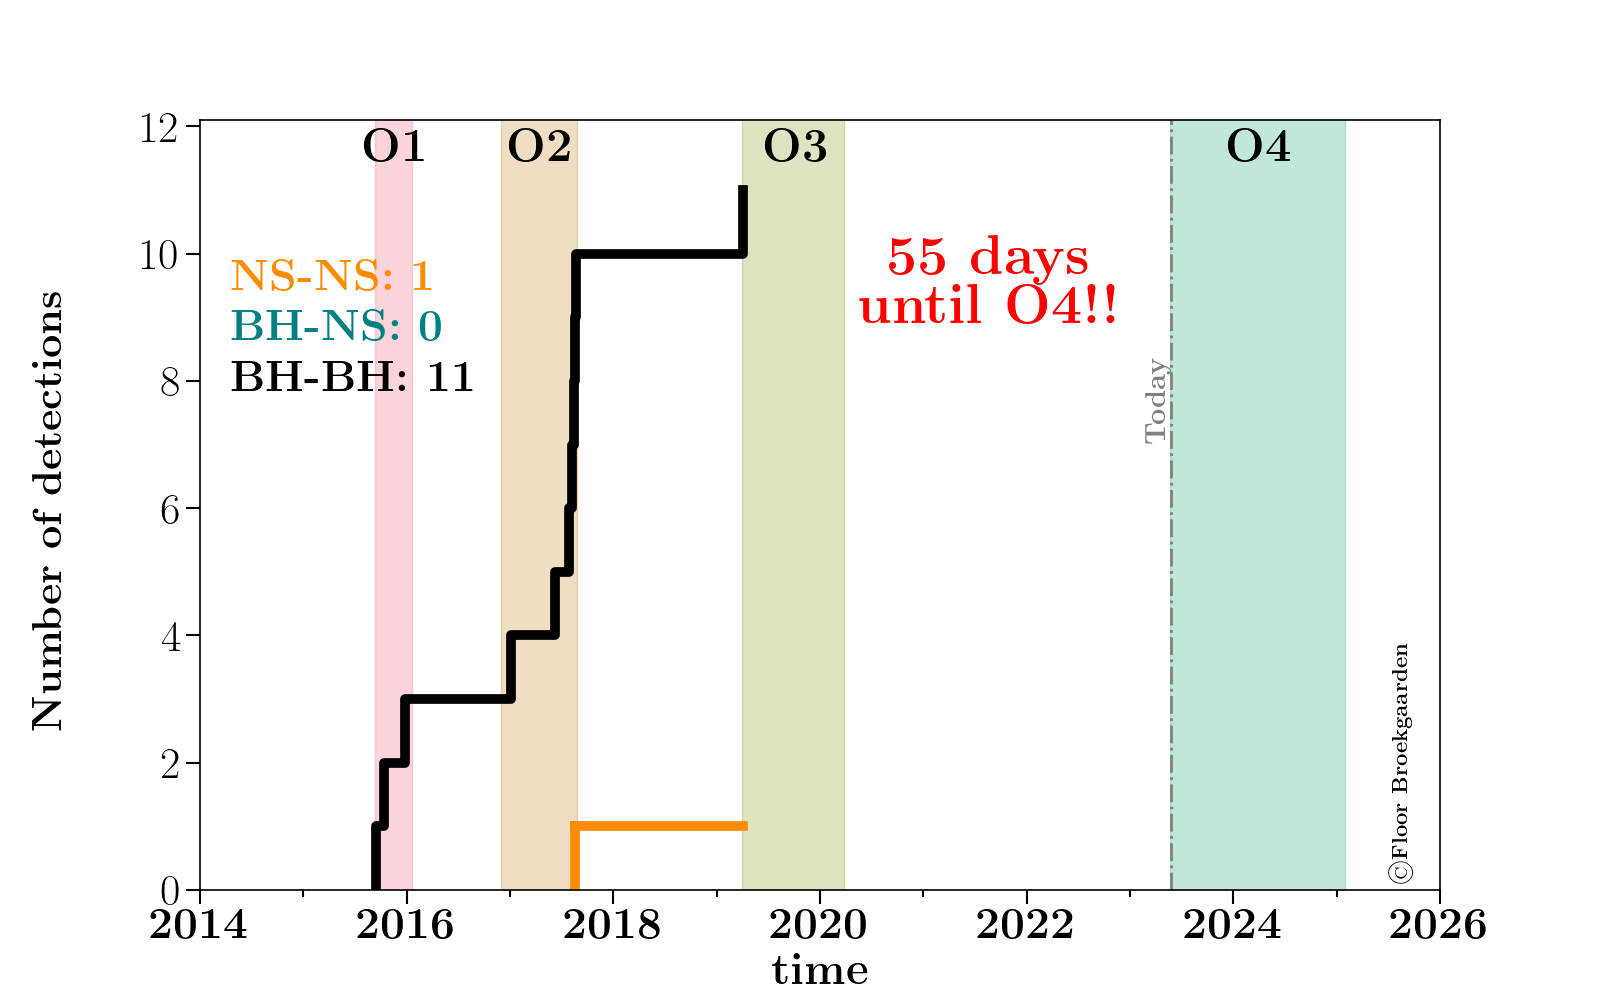 12
10
8
6
4
2
0
Number of detections
O1
O2
O3
O4
NS-NS: 1
BH-NS: 0
BH-BH: 11
55 days
until O4!!
Today
©Floor Broekgaarden
2014 2016 2018 2020 2022 2024 2026
time